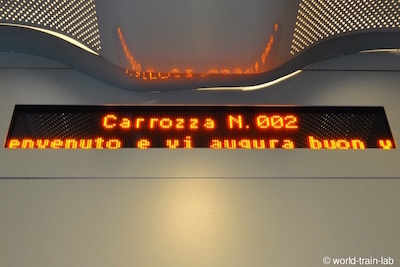 Carrozza N.002
envenuto e vi augura buon v
© world-train-lab